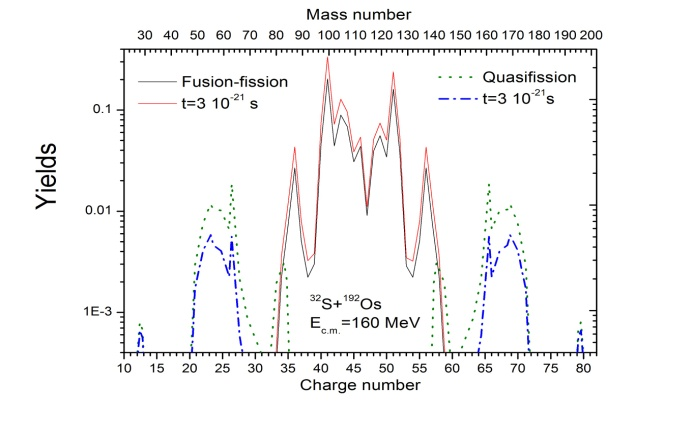 Mass number
30 40 50 60 70 80 90 100 110 120 130 140 150 160 170 180 190 200
Fusion-fission
t=3 10⁻²¹ s
Quasifission
t=3 10⁻²¹s
0.1
0.01
1E-3
Yields
³²S+¹⁹²Os
E_c.m.=160 MeV
10 15 20 25 30 35 40 45 50 55 60 65 70 75 80
Charge number